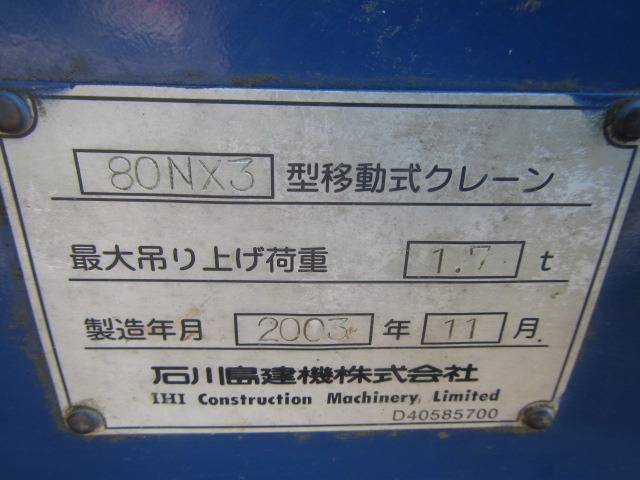 80NX3 型移動式クレーン
最大吊り上げ荷重 1.7 t
製造年月 2003 年 11 月
石川島建機株式会社
IHI Construction Machinery Limited
D40585700